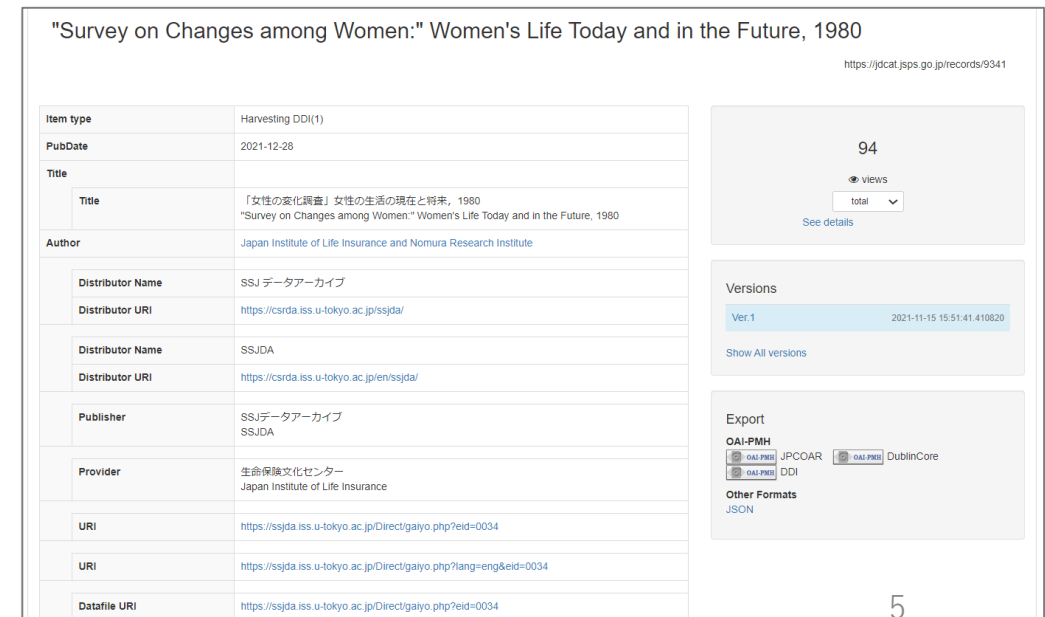 "Survey on Changes among Women:" Women's Life Today and in the Future, 1980
https://jdcat.jsps.go.jp/records/9341
Item type Harvesting DDI(1)
PubDate 2021-12-28
Title
Title 「女性の変化調査」女性の生活の現在と将来，1980
"Survey on Changes among Women:" Women's Life Today and in the Future, 1980
Author Japan Institute of Life Insurance and Nomura Research Institute
Distributor Name SSJ データアーカイブ
Distributor URI https://csrda.iss.u-tokyo.ac.jp/ssjda/
Distributor Name SSJDA
Distributor URI https://csrda.iss.u-tokyo.ac.jp/en/ssjda/
Publisher SSJデータアーカイブ
SSJDA
Provider 生命保険文化センター
Japan Institute of Life Insurance
URI https://ssjda.iss.u-tokyo.ac.jp/Direct/gaiyo.php?eid=0034
URI https://ssjda.iss.u-tokyo.ac.jp/Direct/gaiyo.php?lang=eng&eid=0034
Datafile URI https://ssjda.iss.u-tokyo.ac.jp/Direct/gaiyo.php?eid=0034
94
views
total
See details
Versions
Ver.1 2021-11-15 15:51:41.410820
Show All versions
Export
OAI-PMH
OAI-PMH JPCOAR OAI-PMH DublinCore
OAI-PMH DDI
Other Formats
JSON
5